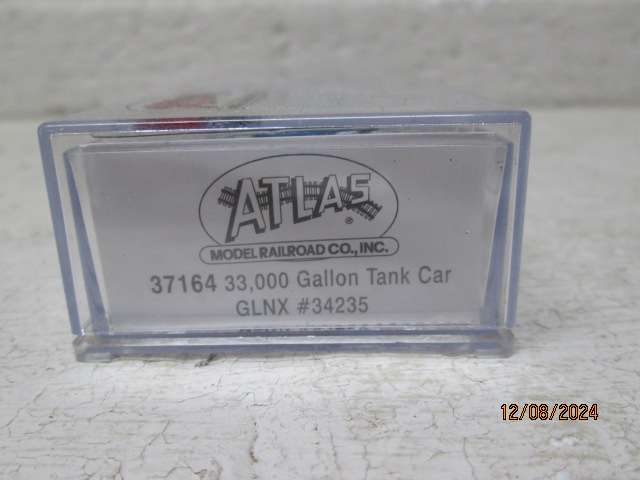 ATLAS®
MODEL RAILROAD CO., INC.
37164 33,000 Gallon Tank Car
GLNX #34235
12/08/2024